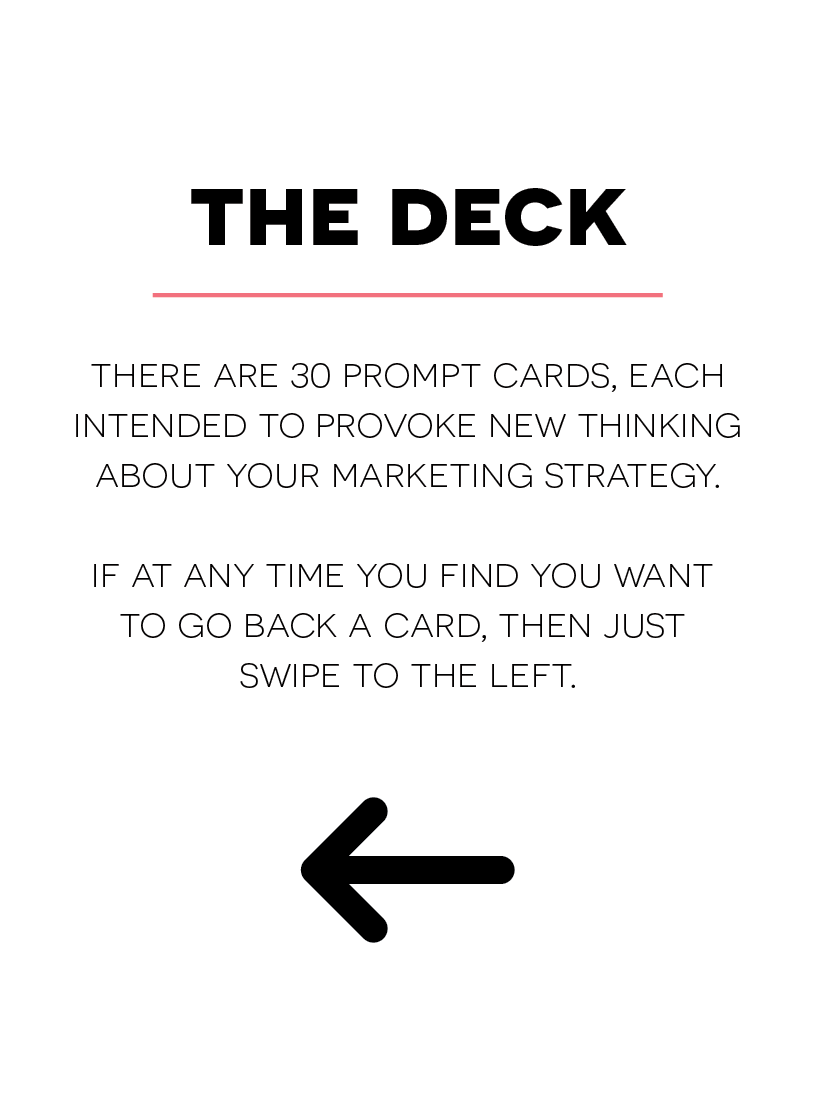 THE DECK
THERE ARE 30 PROMPT CARDS, EACH
INTENDED TO PROVOKE NEW THINKING
ABOUT YOUR MARKETING STRATEGY.
IF AT ANY TIME YOU FIND YOU WANT
TO GO BACK A CARD, THEN JUST
SWIPE TO THE LEFT.